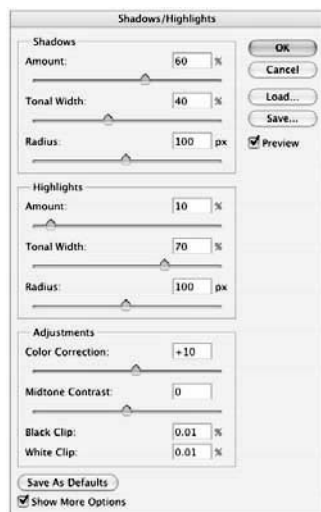 Shadows/Highlights
Shadows
Amount: 60 %
Tonal Width: 40 %
Radius: 100 px
Highlights
Amount: 10 %
Tonal Width: 70 %
Radius: 100 px
Adjustments
Color Correction: +10
Midtone Contrast: 0
Black Clip: 0.01 %
White Clip: 0.01 %
Save As Defaults
Show More Options
OK
Cancel
Load...
Save...
Preview